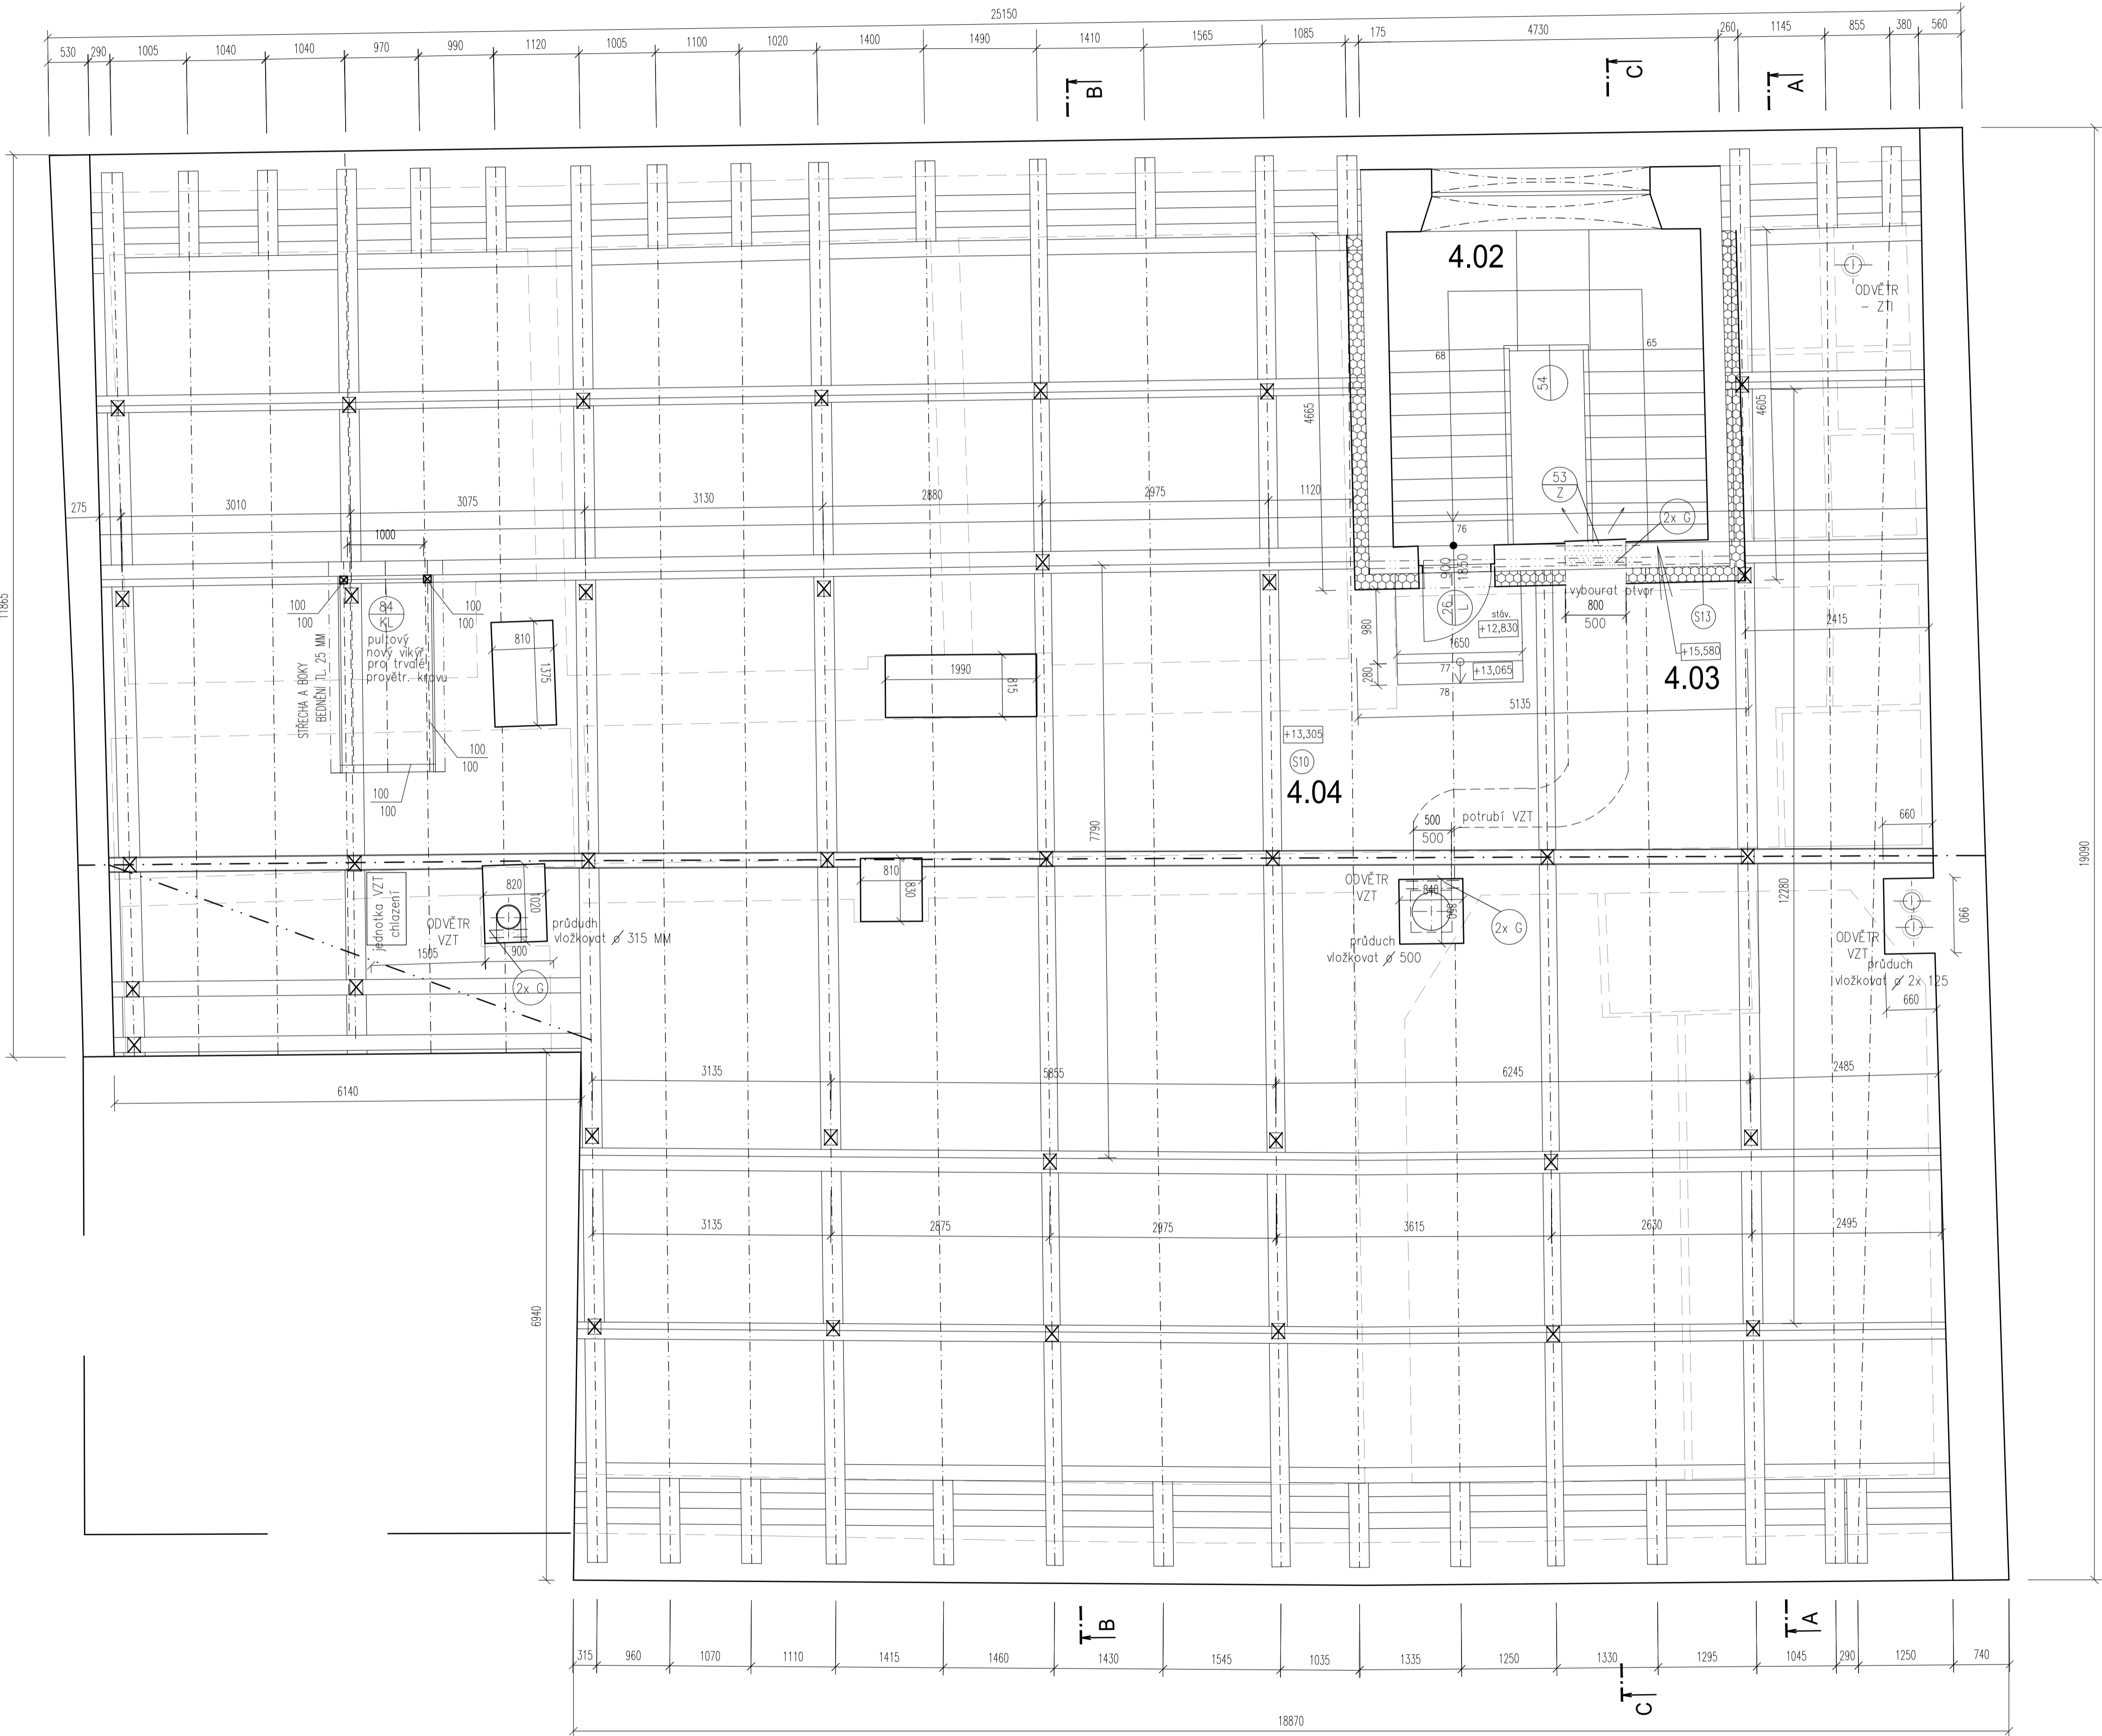 25150
530 290 1005 1040 1040 970 990 1120 1005 1100 1020 1400 1490 1410 1565 1085 175 4730 260 1145 855 380 560
B C A
4.02
ODVĚTR
- ZTI
68 65
54
4665 4605
53
Z
2x G
275 3010 3075 3130 2880 2975 1120
1000
76
900
1850
11865
100
100
84
KL
100
100
pultový
nový vikýř
pro trvalé
provětr. krovu
STŘECHA A BOKY
BEDNĚNÍ TL. 25 MM
810
1375
1990
815
26
L
stáv.
+12,830
vybourat otvor
800
500
S13
2415
980
1650
+15,580
280
77
+13,065
4.03
78
5135
100
100
100
100
+13,305
S10
4.04
500
500
potrubí VZT
660
7790
19090
jednotka VZT
chlazení
820
1020
810
830
ODVĚTR
VZT
840
850
12280
990
ODVĚTR
VZT
průduch
vložkovat ø 315 MM
2x G
1505 900
2x G
průduch
vložkovat ø 500
ODVĚTR
VZT
průduch
vložkovat ø 2x 125
660
6140
3135 5855 6245 2485
3135 2875 2975 3615 2630 2495
6940
B A
315 960 1070 1110 1415 1460 1430 1545 1035 1335 1250 1330 1295 1045 290 1250 740
C
18870